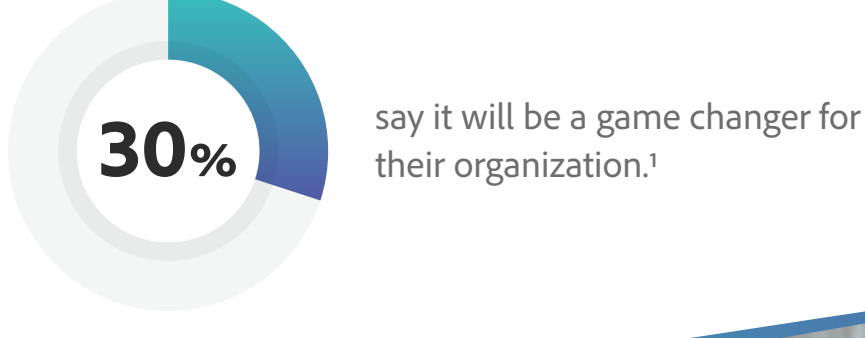 30%
say it will be a game changer for
their organization.¹